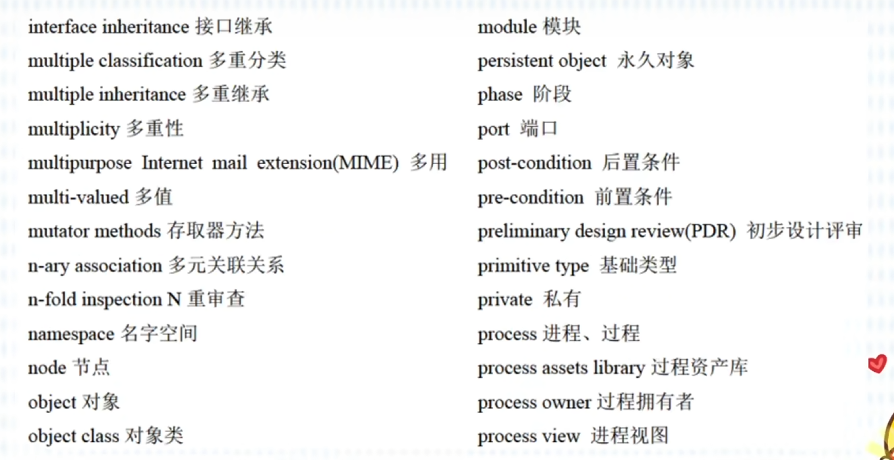 interface inheritance 接口继承
multiple classification 多重分类
multiple inheritance 多重继承
multiplicity 多重性
multipurpose Internet mail extension(MIME) 多用
multi-valued 多值
mutator methods 存取器方法
n-ary association 多元关联关系
n-fold inspection N 重审查
namespace 名字空间
node 节点
object 对象
object class 对象类
module 模块
persistent object 永久对象
phase 阶段
port 端口
post-condition 后置条件
pre-condition 前置条件
preliminary design review(PDR) 初步设计评审
primitive type 基础类型
private 私有
process 进程、过程
process assets library 过程资产库
process owner 过程拥有者
process view 进程视图